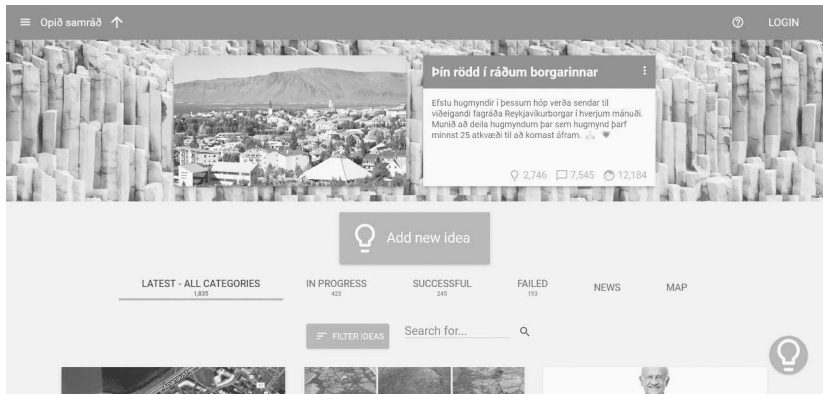 Opið samráð
LOGIN
Þín rödd í ráðum borgarinnar
Efstu hugmyndir í þessum hóp verða sendar til
viðeigandi fagráða Reykjavíkurborgar í hverjum mánuði.
Munið að deila hugmyndum þar sem hugmynd þarf
minnst 25 atkvæði til að komast áfram.
2,746 7,545 12,184
Add new idea
LATEST - ALL CATEGORIES IN PROGRESS SUCCESSFUL FAILED NEWS MAP
1,835 423 245 193
FILTER IDEAS Search for...